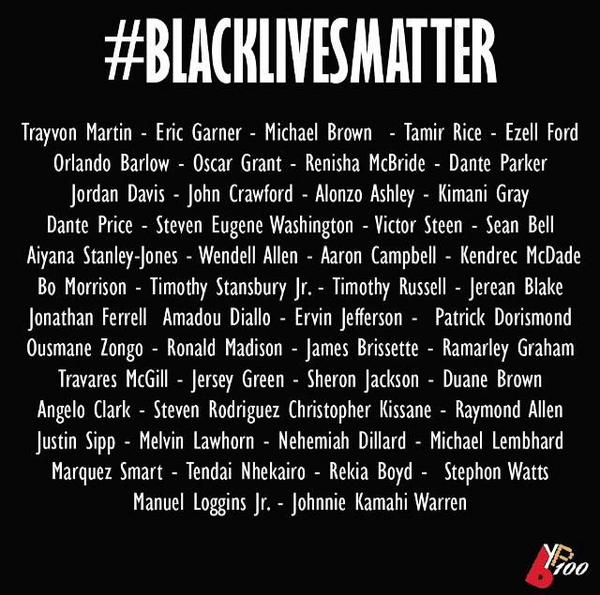 #BLACKLIVESMATTER
Trayvon Martin - Eric Garner - Michael Brown - Tamir Rice - Ezell Ford
Orlando Barlow - Oscar Grant - Renisha McBride - Dante Parker
Jordan Davis - John Crawford - Alonzo Ashley - Kimani Gray
Dante Price - Steven Eugene Washington - Victor Steen - Sean Bell
Aiyana Stanley-Jones - Wendell Allen - Aaron Campbell - Kendrec McDade
Bo Morrison - Timothy Stansbury Jr. - Timothy Russell - Jerean Blake
Jonathan Ferrell Amadou Diallo - Ervin Jefferson - Patrick Dorismond
Ousmane Zongo - Ronald Madison - James Brissette - Ramarley Graham
Travares McGill - Jersey Green - Sheron Jackson - Duane Brown
Angelo Clark - Steven Rodriguez Christopher Kissane - Raymond Allen
Justin Sipp - Melvin Lawhorn - Nehemiah Dillard - Michael Lembhard
Marquez Smart - Tendai Nhekairo - Rekia Boyd - Stephon Watts
Manuel Loggins Jr. - Johnnie Kamahi Warren
BYP100